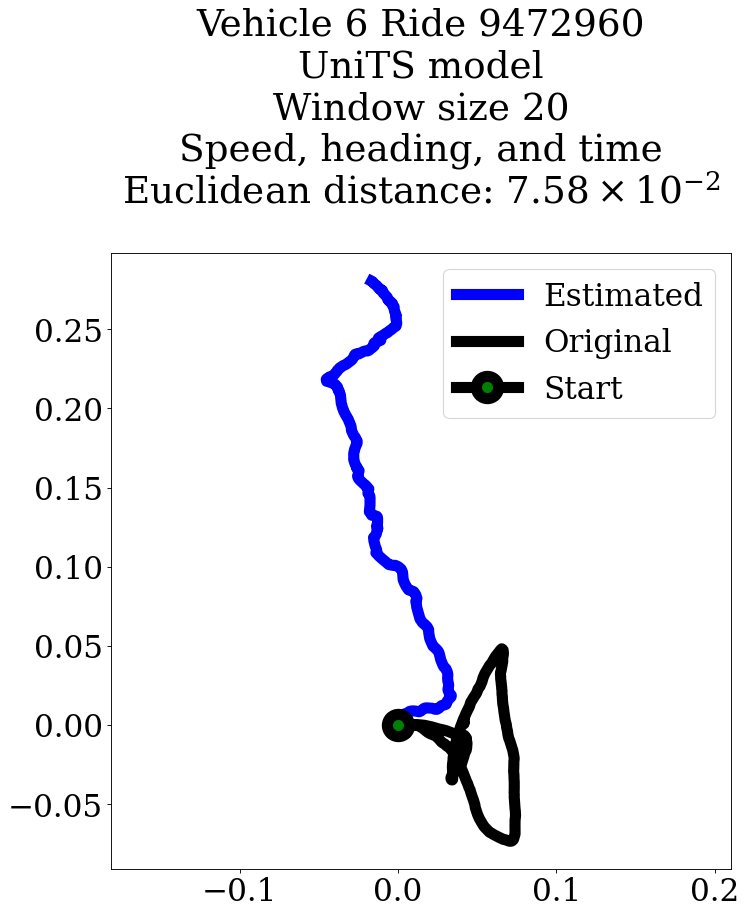 Vehicle 6 Ride 9472960
UniTS model
Window size 20
Speed, heading, and time
Euclidean distance: 7.58 × 10⁻²
Estimated
Original
Start
0.25
0.20
0.15
0.10
0.05
0.00
−0.05
−0.1
0.0
0.1
0.2